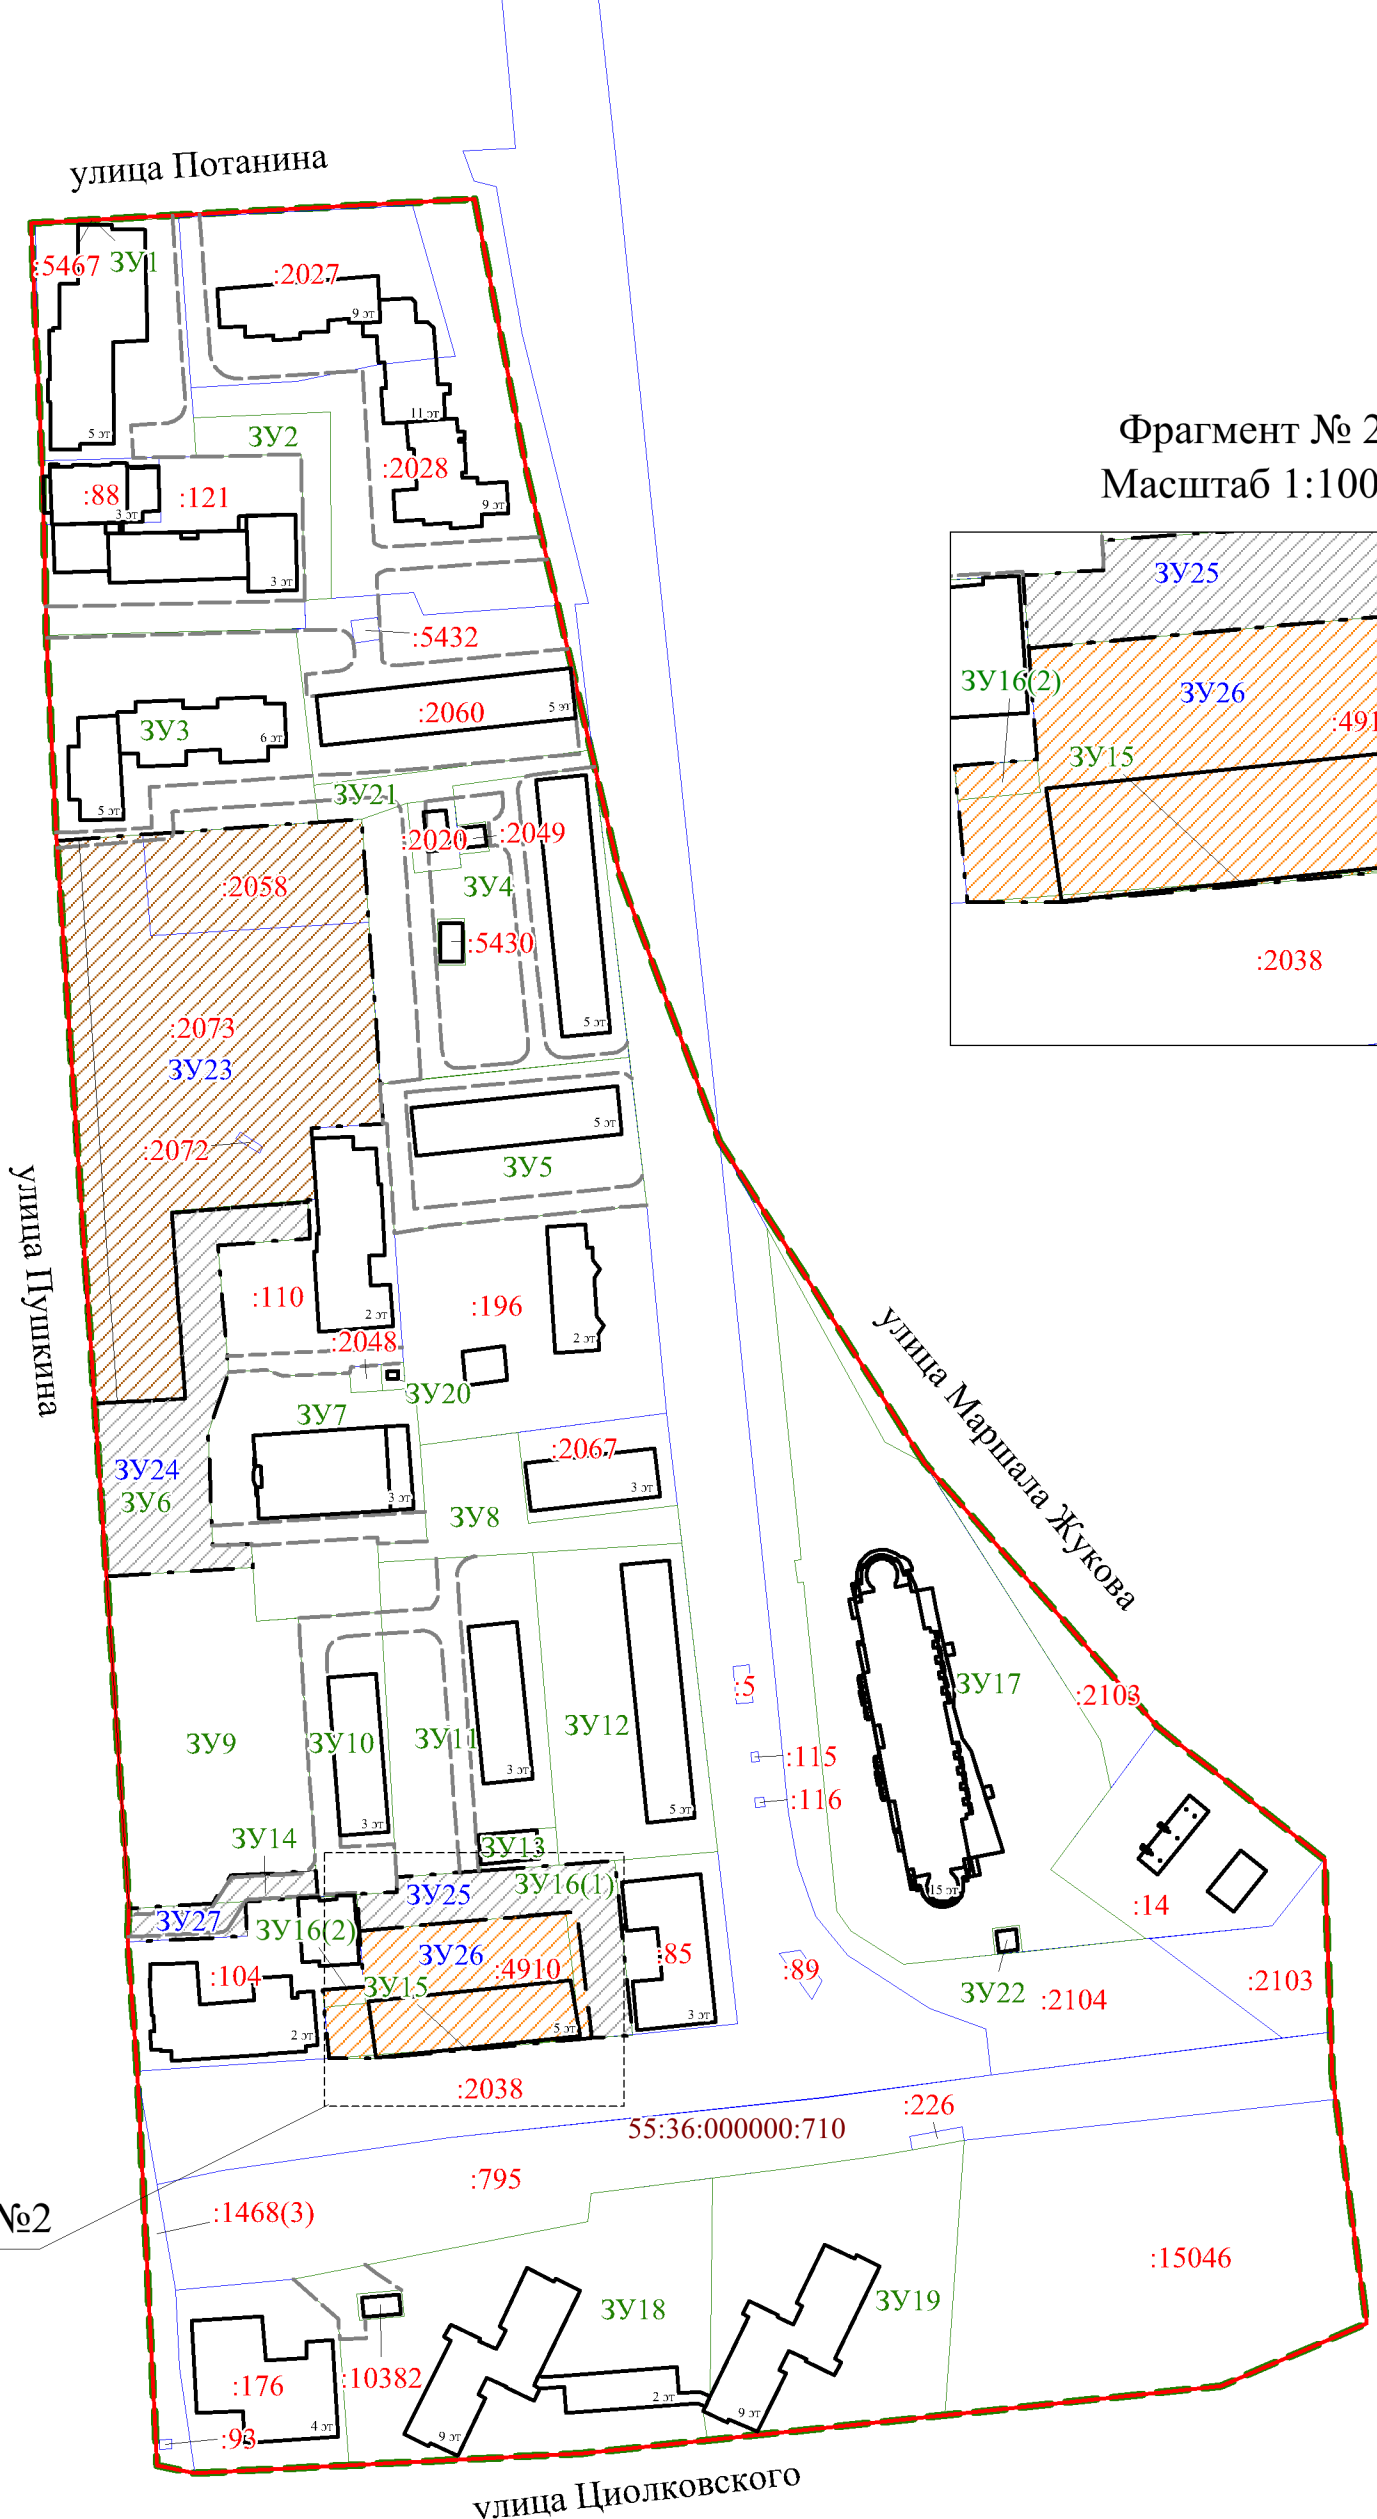 улица Потанина
:5467
ЗУ1
:2027
9 эт
11 эт
5 эт
ЗУ2
:2028
9 эт
:88
3 эт
:121
3 эт
:5432
ЗУ3
6 эт
5 эт
:2060
5 эт
ЗУ21
:2020
:2049
:2058
ЗУ4
:5430
5 эт
:2073
ЗУ23
:2072
5 эт
ЗУ5
улица Пушкина
:110
2 эт
:196
2 эт
:2048
ЗУ20
ЗУ7
3 эт
:2067
3 эт
ЗУ24
ЗУ6
ЗУ8
улица Маршала Жукова
ЗУ9
ЗУ10
3 эт
ЗУ11
3 эт
ЗУ12
5 эт
:5
:115
:116
ЗУ17
15 эт
:2103
ЗУ14
ЗУ13
ЗУ25
ЗУ16(1)
ЗУ27
ЗУ16(2)
ЗУ26
:4910
:85
3 эт
:104
2 эт
ЗУ15
5 эт
:89
:14
ЗУ22
:2104
:2103
:2038
:226
55:36:000000:710
:795
№2
:1468(3)
:15046
ЗУ18
ЗУ19
:176
4 эт
:10382
:93
9 эт
2 эт
9 эт
улица Циолковского
Фрагмент № 2
Масштаб 1:100
ЗУ25
ЗУ16(2)
ЗУ26
:491
ЗУ15
:2038